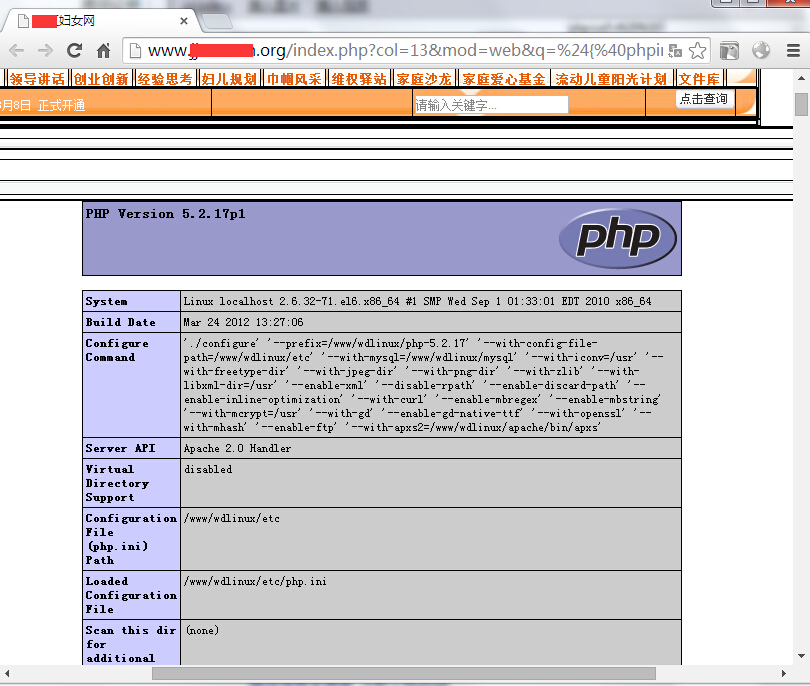 妇女网
www.jj
.org/index.php?col=13&mod=web&q=%24{%40phpin
领导讲话 创业创新 经验思考 妇儿规划 巾帼风采 维权驿站 家庭沙龙 家庭爱心基金 流动儿童阳光计划 文件库
月8日 正式开通
请输入关键字...
点击查询
PHP Version 5.2.17p1
php
System Linux localhost 2.6.32-71.el6.x86_64 #1 SMP Wed Sep 1 01:33:01 EDT 2010 x86_64
Build Date Mar 24 2012 13:27:06
Configure './configure' '--prefix=/www/wdlinux/php-5.2.17' '--with-config-file-
Command path=/www/wdlinux/etc' '--with-mysql=/www/wdlinux/mysql' '--with-iconv=/usr' '--
with-freetype-dir' '--with-jpeg-dir' '--with-png-dir' '--with-zlib' '--with-
libxml-dir=/usr' '--enable-xml' '--disable-rpath' '--enable-discard-path' '--
enable-inline-optimization' '--with-curl' '--enable-mbregex' '--enable-mbstring'
'--with-mcrypt=/usr' '--with-gd' '--enable-gd-native-ttf' '--with-openssl' '--
with-mhash' '--enable-ftp' '--with-apxs2=/www/wdlinux/apache/bin/apxs'
Server API Apache 2.0 Handler
Virtual disabled
Directory
Support
Configuration /www/wdlinux/etc
File
(php.ini)
Path
Loaded /www/wdlinux/etc/php.ini
Configuration
File
Scan this dir (none)
for
additional